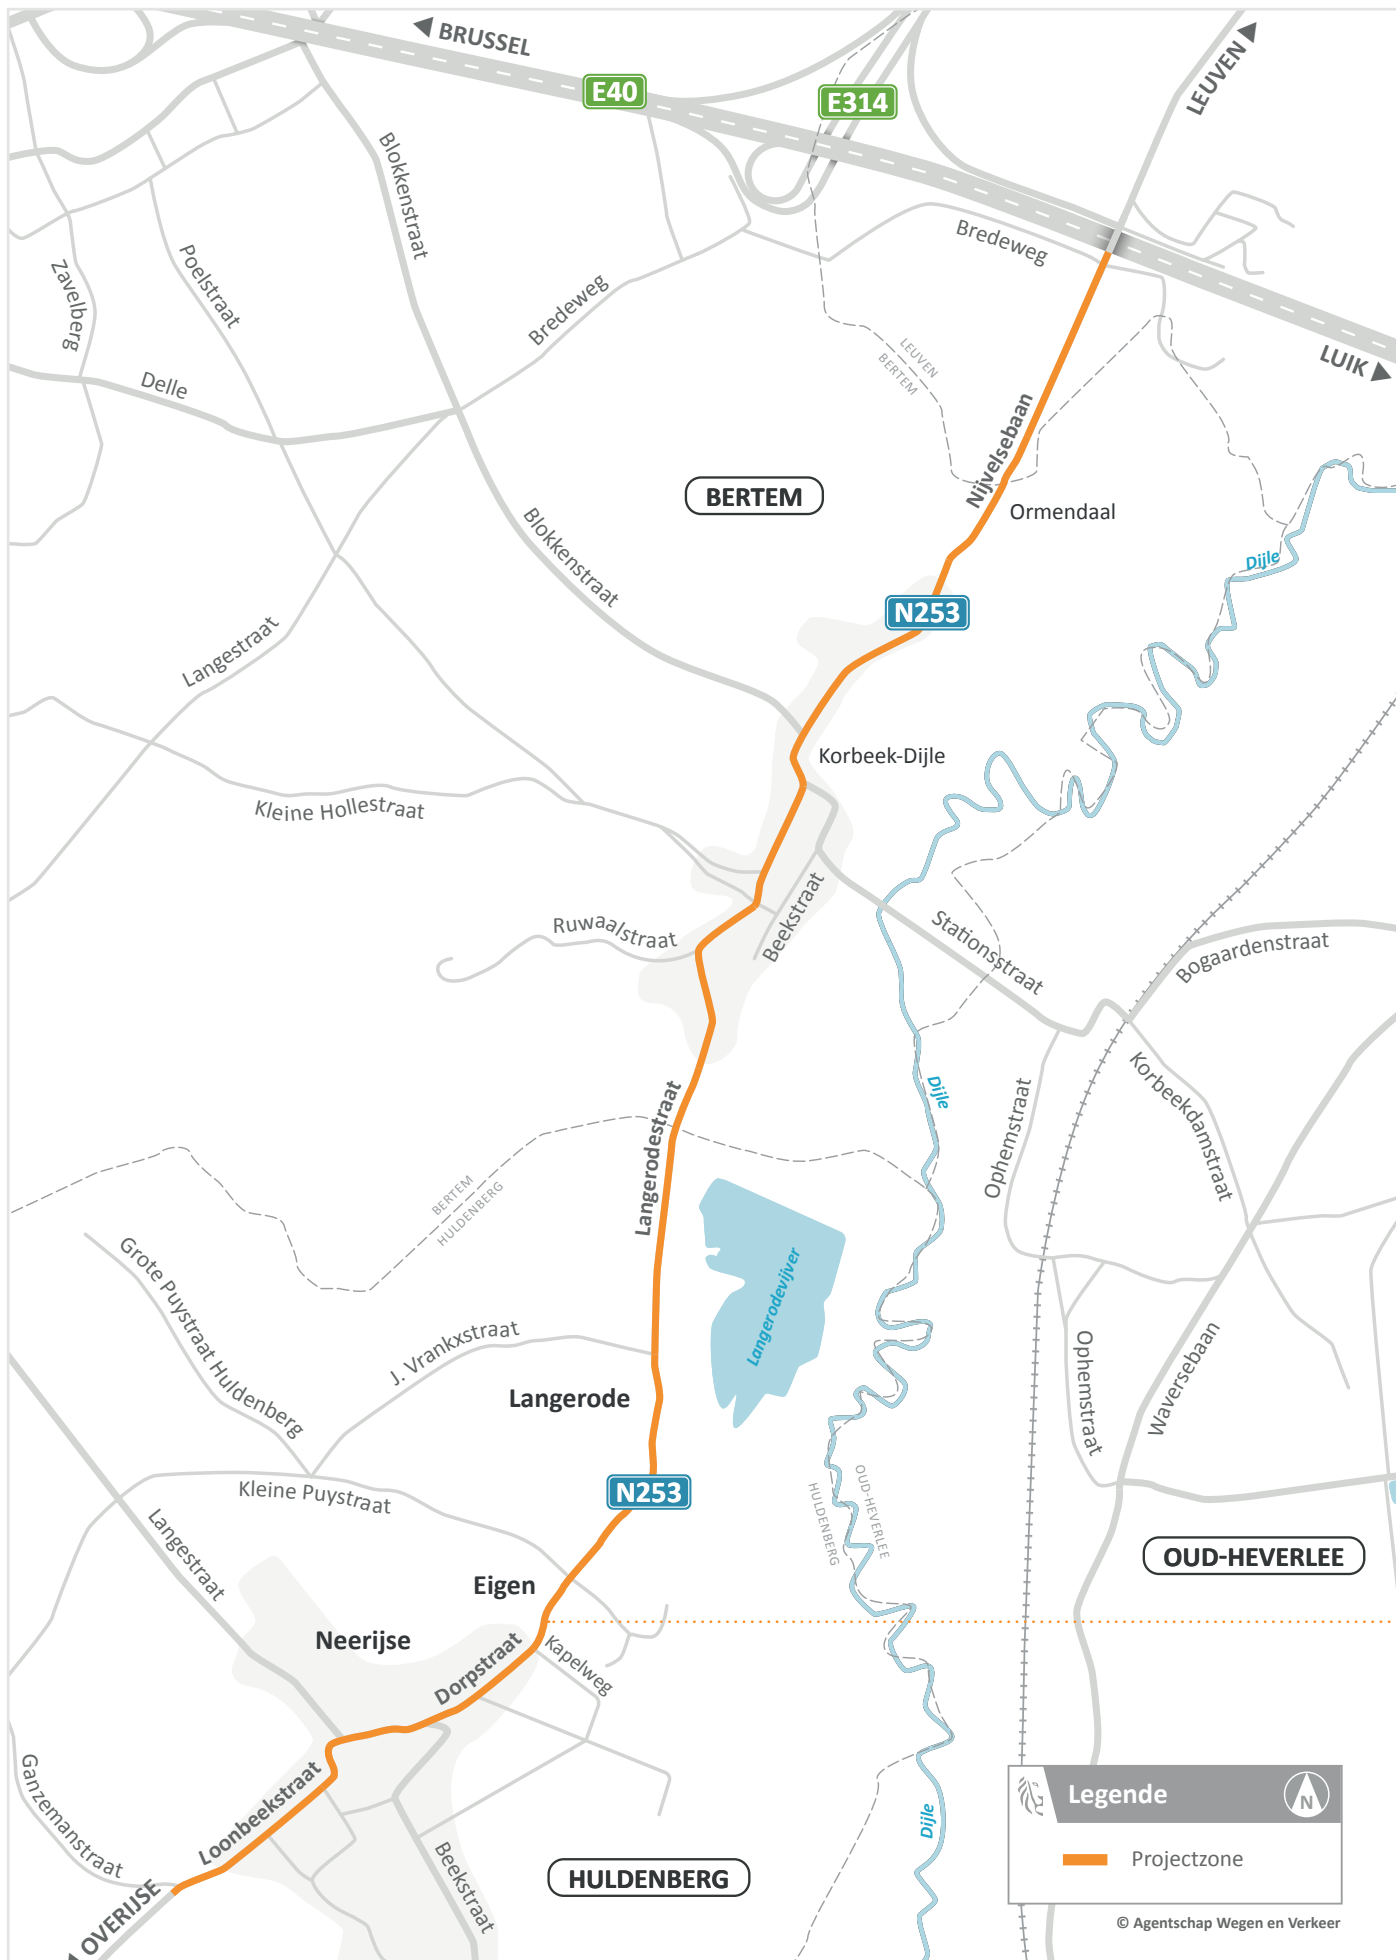 BRUSSEL
E40
E314
LEUVEN
Blokkenstraat
Bredeweg
Poelstraat
Zavelberg
Bredeweg
LUIK
Delle
LEUVEN
BERTEM
Nijvelsebaan
BERTEM
Ormendaal
Blokkenstraat
Dijle
N253
Langestraat
Korbeek-Dijle
Kleine Hollestraat
Beekstraat
Ruwaalstraat
Stationsstraat
Bogaardenstraat
Dijle
Korbeekdamstraat
Ophemstraat
Langerodestraat
BERTEM
HULDENBERG
Grote Puystraat Huldenberg
Langerodevijver
J. Vrankxstraat
Ophemstraat
Waversebaan
Langerode
Kleine Puystraat
N253
OUD-HEVERLEE
HULDENBERG
Langestraat
OUD-HEVERLEE
Eigen
Neerijse
Dorpstraat
Kapelweg
Ganzemanstraat
Loonbeekstraat
Legende
N
Dijle
Projectzone
Beekstraat
HULDENBERG
OVERIJSE
© Agentschap Wegen en Verkeer